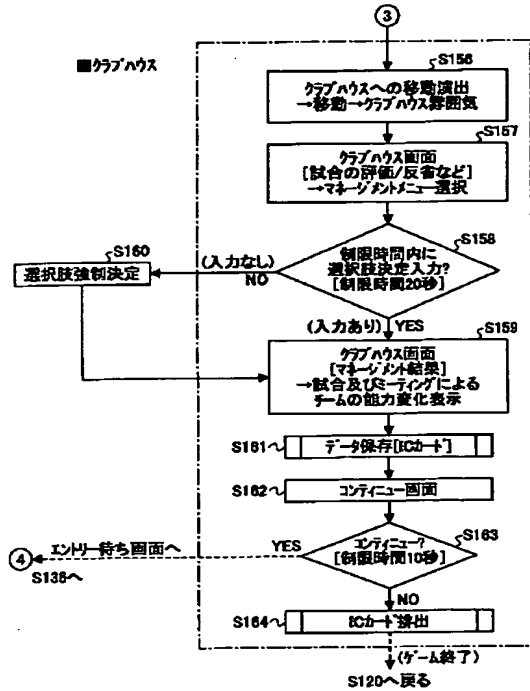 ③
■クラブハウス
S156
クラブハウスへの移動演出
→移動→クラブハウス雰囲気
S157
クラブハウス画面
[試合の評価/反省など]
→マネージメントメニュー選択
S158
制限時間内に
選択肢決定入力?
[制限時間20秒]
S160
選択肢強制決定
(入力なし)
NO
(入力あり) YES
S159
クラブハウス画面
[マネージメント結果]
→試合及びミーティングによる
チームの能力変化表示
S161
データ保存[ICカード]
S162
コンティニュー画面
S163
コンティニュー?
[制限時間10秒]
YES
エントリー待ち画面へ
④
S136へ
NO
S164
ICカード排出
(ゲーム終了)
S120へ戻る